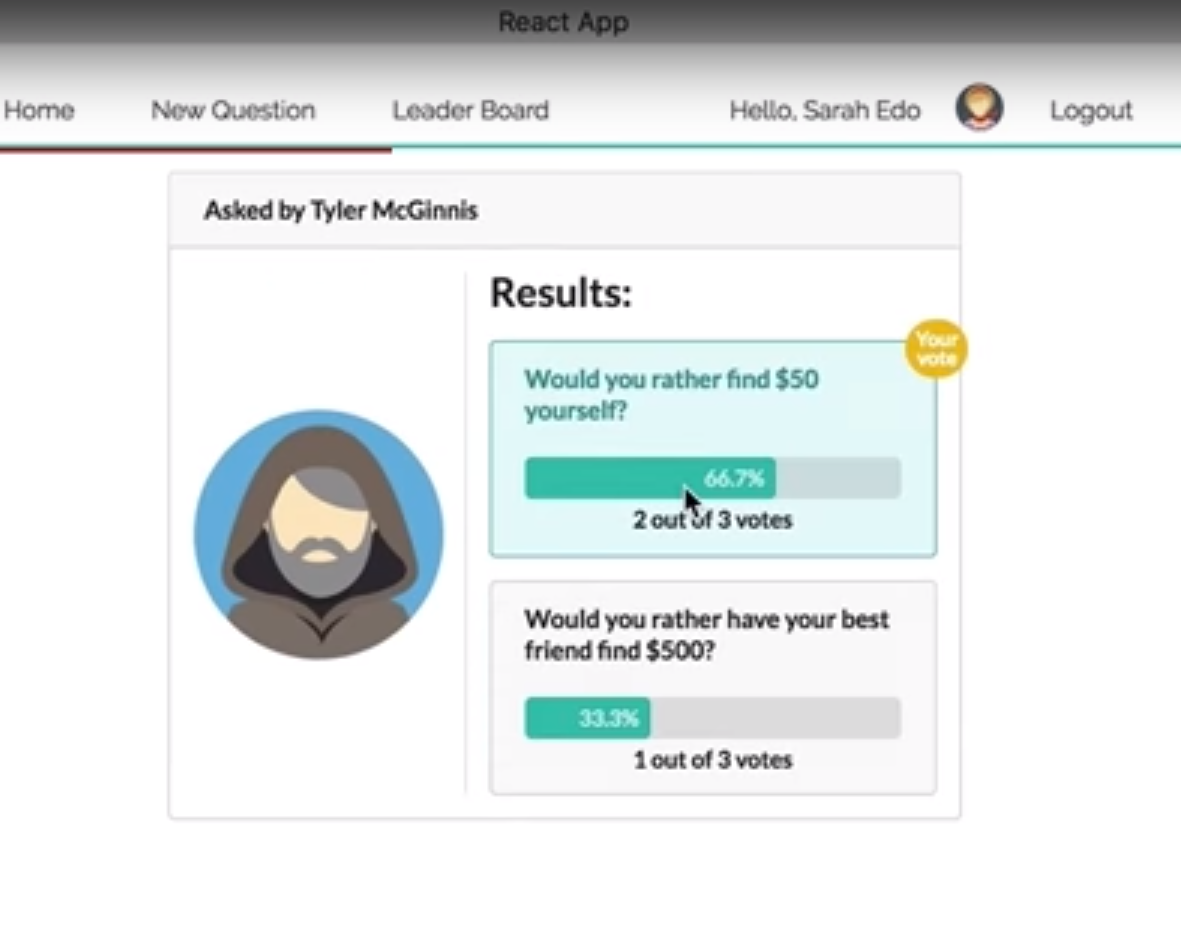 React App
Home New Question Leader Board Hello, Sarah Edo Logout
Asked by Tyler McGinnis
Results:
Your
vote
Would you rather find $50
yourself?
66.7%
2 out of 3 votes
Would you rather have your best
friend find $500?
33.3%
1 out of 3 votes